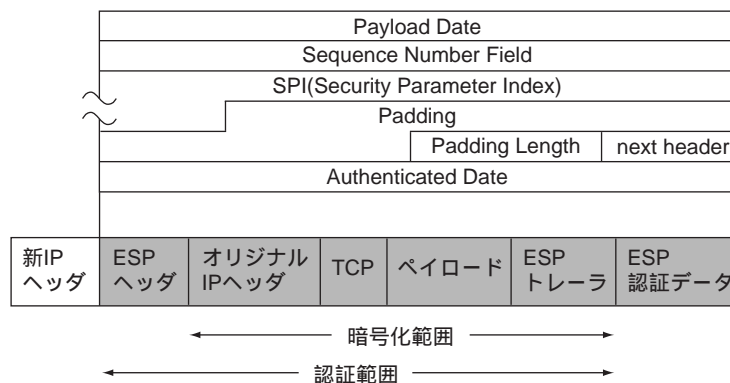 Payload Date
Sequence Number Field
SPI(Security Parameter Index)
Padding
Padding Length
next header
Authenticated Date
新IP
ヘッダ
ESP
ヘッダ
オリジナル
IPヘッダ
TCP
ペイロード
ESP
トレーラ
ESP
認証データ
暗号化範囲
認証範囲